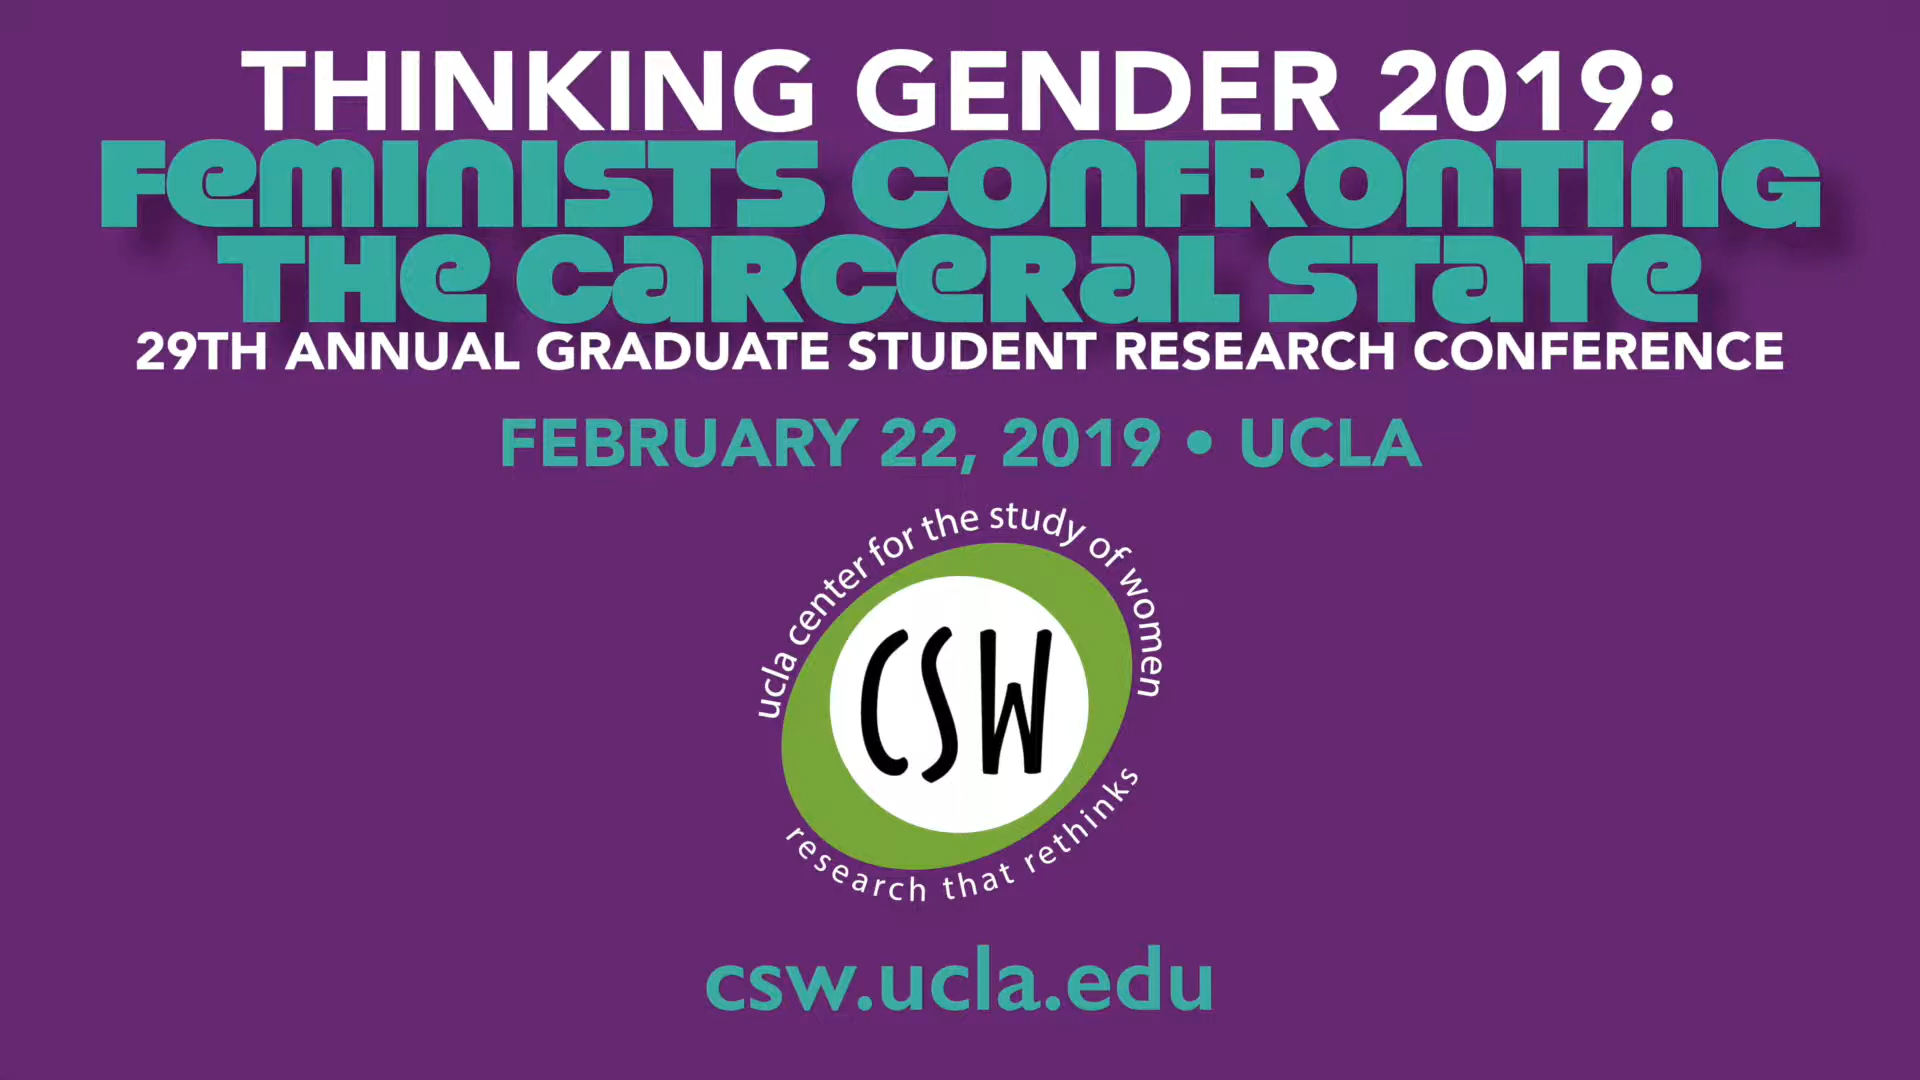 THINKING GENDER 2019:
FEMINISTS CONFRONTING
THE CARCERAL STATE
29TH ANNUAL GRADUATE STUDENT RESEARCH CONFERENCE
FEBRUARY 22, 2019 • UCLA
ucla center for the study of women
CSW
research that rethinks
csw.ucla.edu